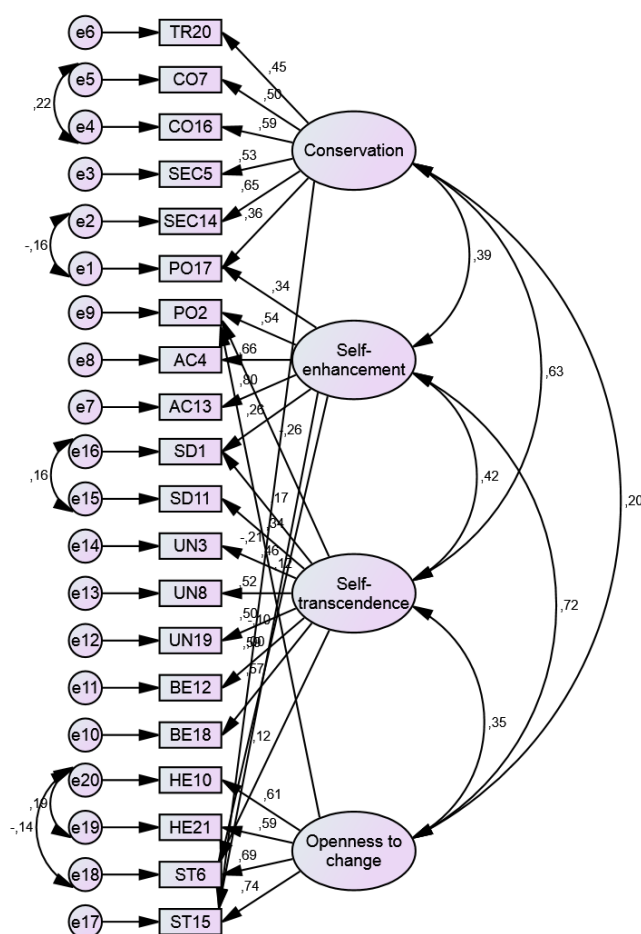 e6
TR20
,45
e5
CO7
,50
,22
e4
CO16
,59
Conservation
e3
SEC5
,53
,65
e2
SEC14
,36
-,16
,39
e1
PO17
,34
e9
PO2
,54
Self-
enhancement
e8
AC4
,66
,63
,80
e7
AC13
,26
-,26
e16
SD1
,16
,42
,20
e15
SD11
,17
,34
-,21
,46
,12
e14
UN3
e13
UN8
,52
Self-
transcendence
,72
,50
e12
UN19
e11
BE12
,57
e10
BE18
,12
,35
e20
HE10
,61
,19
-,14
e19
HE21
,59
Openness to
change
e18
ST6
,69
,74
e17
ST15